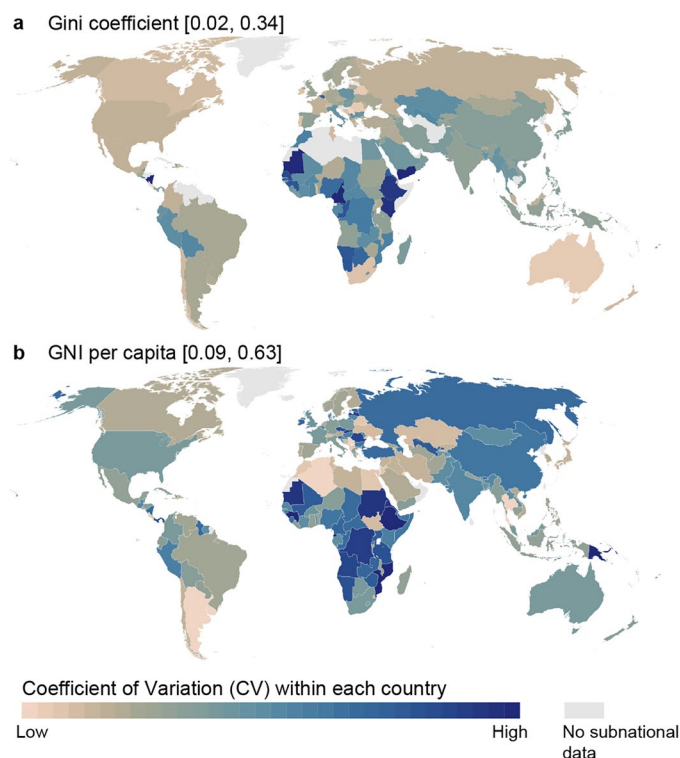 a Gini coefficient [0.02, 0.34]
b GNI per capita [0.09, 0.63]
Coefficient of Variation (CV) within each country
Low
High
No subnational
data